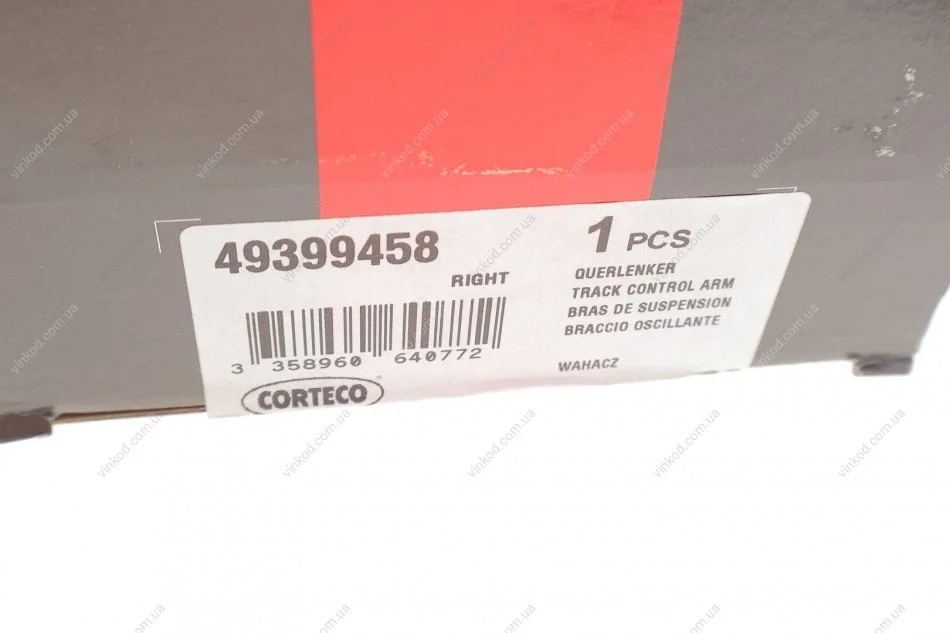 49399458
RIGHT
3 358960 640772
CORTECO
1 PCS
QUERLENKER
TRACK CONTROL ARM
BRAS DE SUSPENSION
BRACCIO OSCILLANTE
WAHACZ
vinkod.com.ua